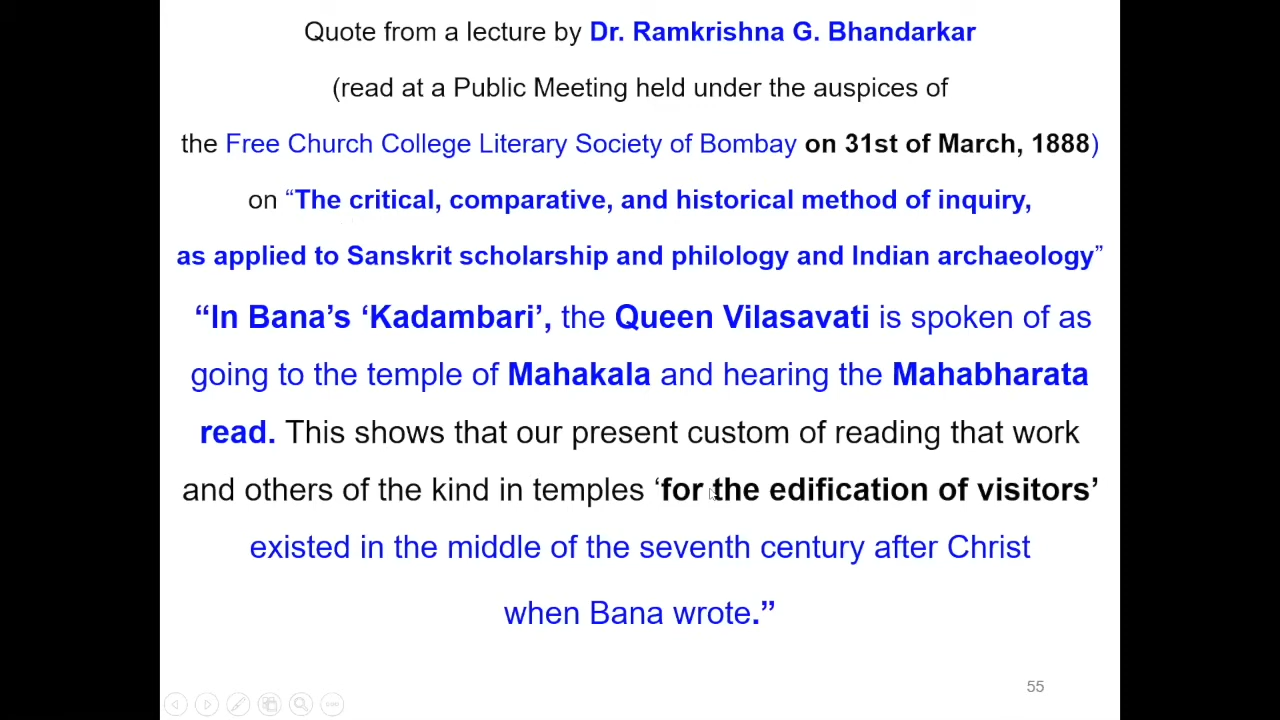 Quote from a lecture by Dr. Ramkrishna G. Bhandarkar
(read at a Public Meeting held under the auspices of
the Free Church College Literary Society of Bombay on 31st of March, 1888)
on “The critical, comparative, and historical method of inquiry,
as applied to Sanskrit scholarship and philology and Indian archaeology”
“In Bana’s ‘Kadambari’, the Queen Vilasavati is spoken of as
going to the temple of Mahakala and hearing the Mahabharata
read. This shows that our present custom of reading that work
and others of the kind in temples ‘for the edification of visitors’
existed in the middle of the seventh century after Christ
when Bana wrote.”
55